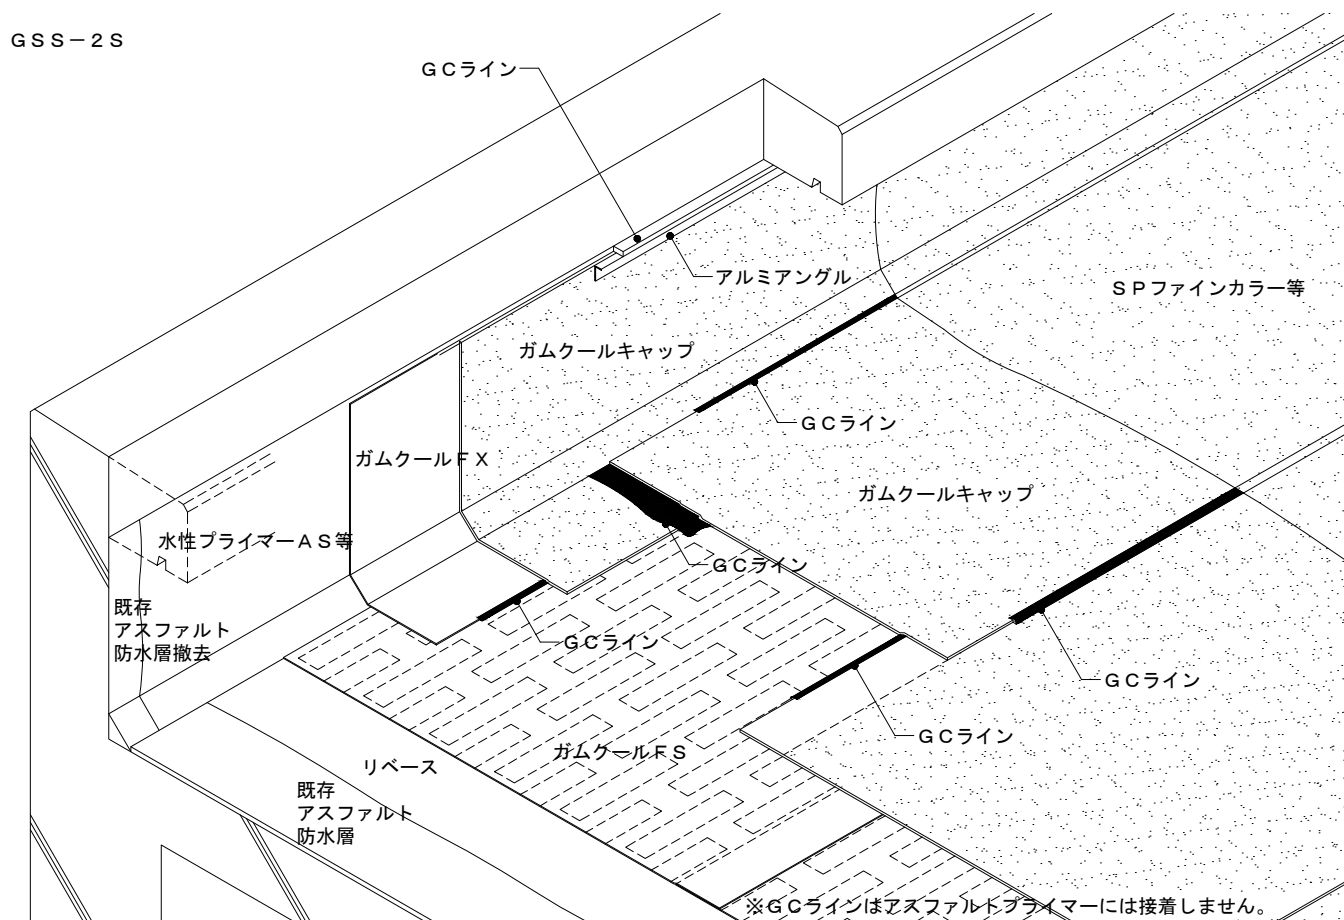 GSS-2S
GCライン
アルミアングル
SPファインカラー等
ガムクールキャップ
GCライン
ガムクールFX
ガムクールキャップ
水性プライマーAS等
GCライン
既存
アスファルト
防水層撤去
GCライン
GCライン
GCライン
ガムクールFS
リベース
既存
アスファルト
防水層
※GCラインはアスファルトプライマーには接着しません。